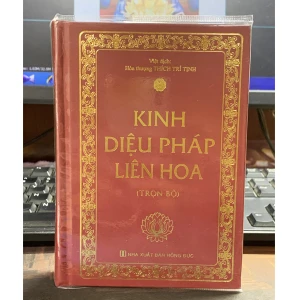 Việt dịch:
Hòa thượng THÍCH TRÍ TỊNH
KINH
DIỆU PHÁP
LIÊN HOA
(TRỌN BỘ)
NHÀ XUẤT BẢN HỒNG ĐỨC